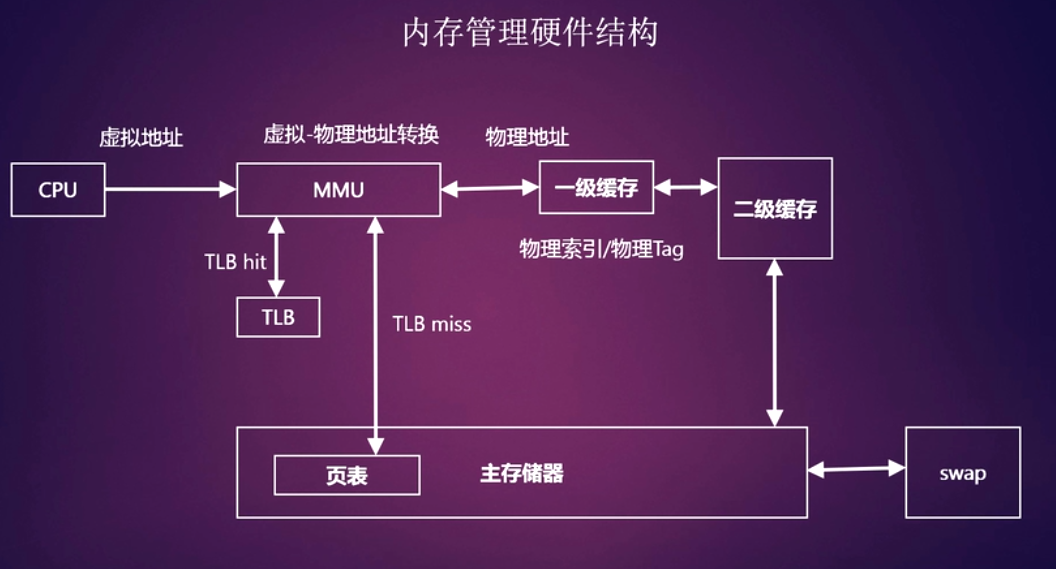 内存管理硬件结构
虚拟地址
虚拟-物理地址转换
物理地址
CPU
MMU
一级缓存
二级缓存
物理索引/物理Tag
TLB hit
TLB
TLB miss
页表
主存储器
swap